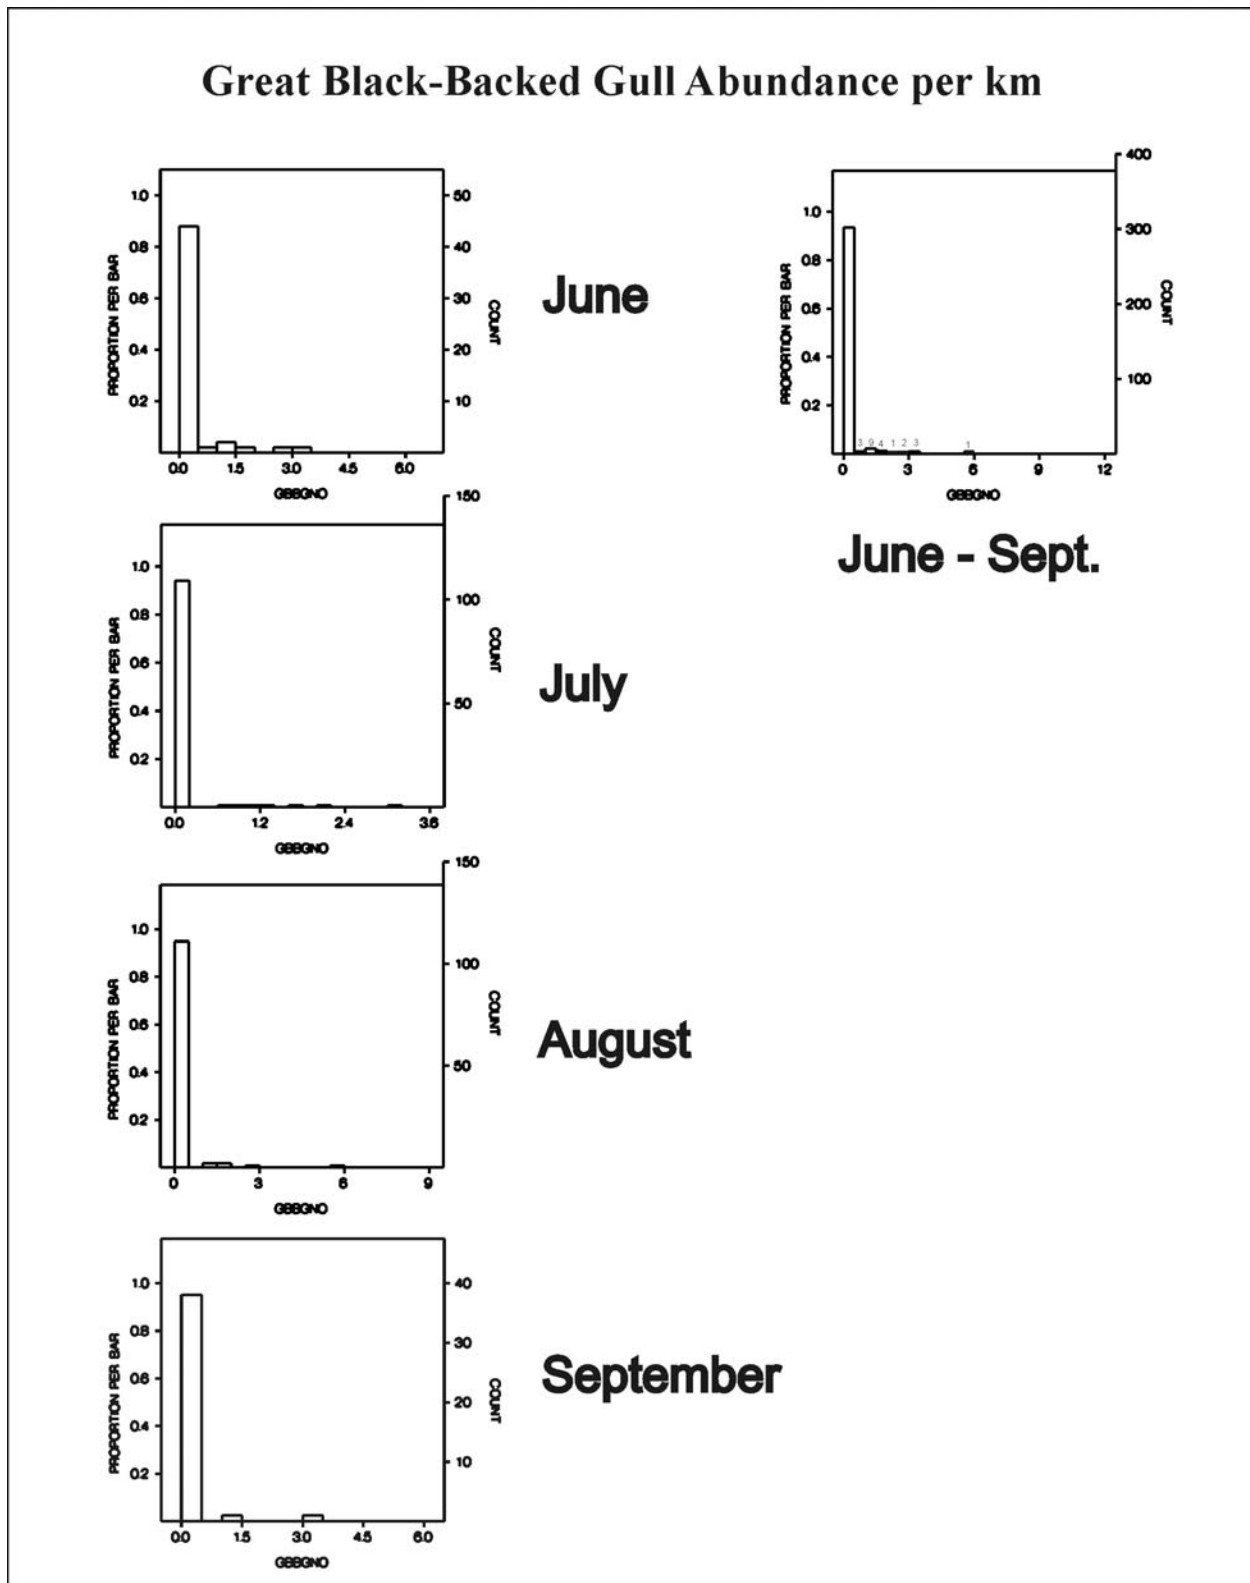 Great Black-Backed Gull Abundance per km
1.0
0.8
0.6
0.4
0.2
PROPORTION PER BAR
50
40
30
20
10
COUNT
0.0 1.5 3.0 4.5 6.0
GBBGNO
June
1.0
0.8
0.6
0.4
0.2
PROPORTION PER BAR
400
300
200
100
COUNT
3 9 4 1 2 3 1
0 3 6 9 12
GBBGNO
June - Sept.
1.0
0.8
0.6
0.4
0.2
PROPORTION PER BAR
150
100
50
COUNT
0.0 1.2 2.4 3.6
GBBGNO
July
1.0
0.8
0.6
0.4
0.2
PROPORTION PER BAR
150
100
50
COUNT
0 3 6 9
GBBGNO
August
1.0
0.8
0.6
0.4
0.2
PROPORTION PER BAR
40
30
20
10
COUNT
0.0 1.5 3.0 4.5 6.0
GBBGNO
September